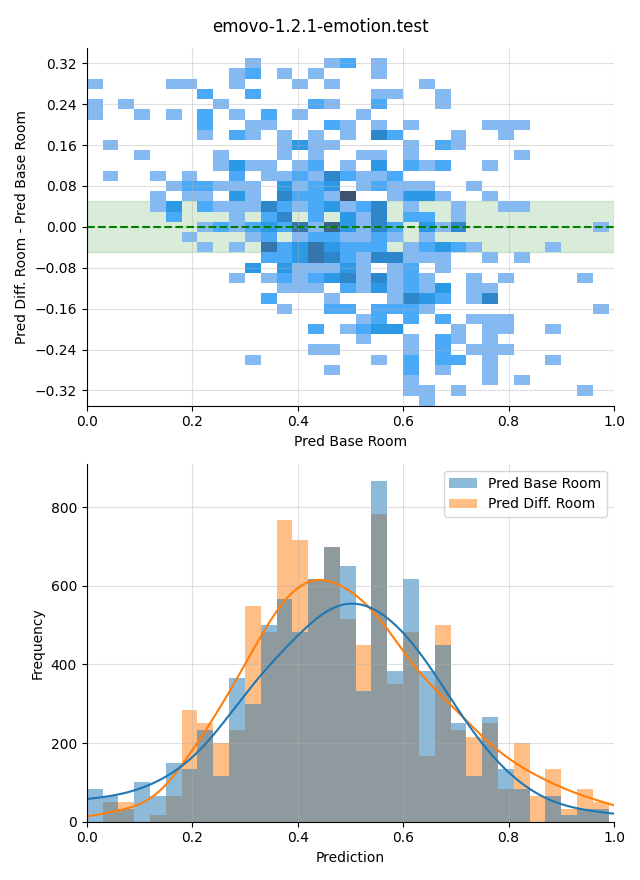 emovo-1.2.1-emotion.test
0.32
0.24
0.16
0.08
0.00
−0.08
−0.16
−0.24
−0.32
Pred Diff. Room - Pred Base Room
0.0 0.2 0.4 0.6 0.8 1.0
Pred Base Room
Pred Base Room
Pred Diff. Room
800
600
400
200
0
Frequency
0.0 0.2 0.4 0.6 0.8 1.0
Prediction